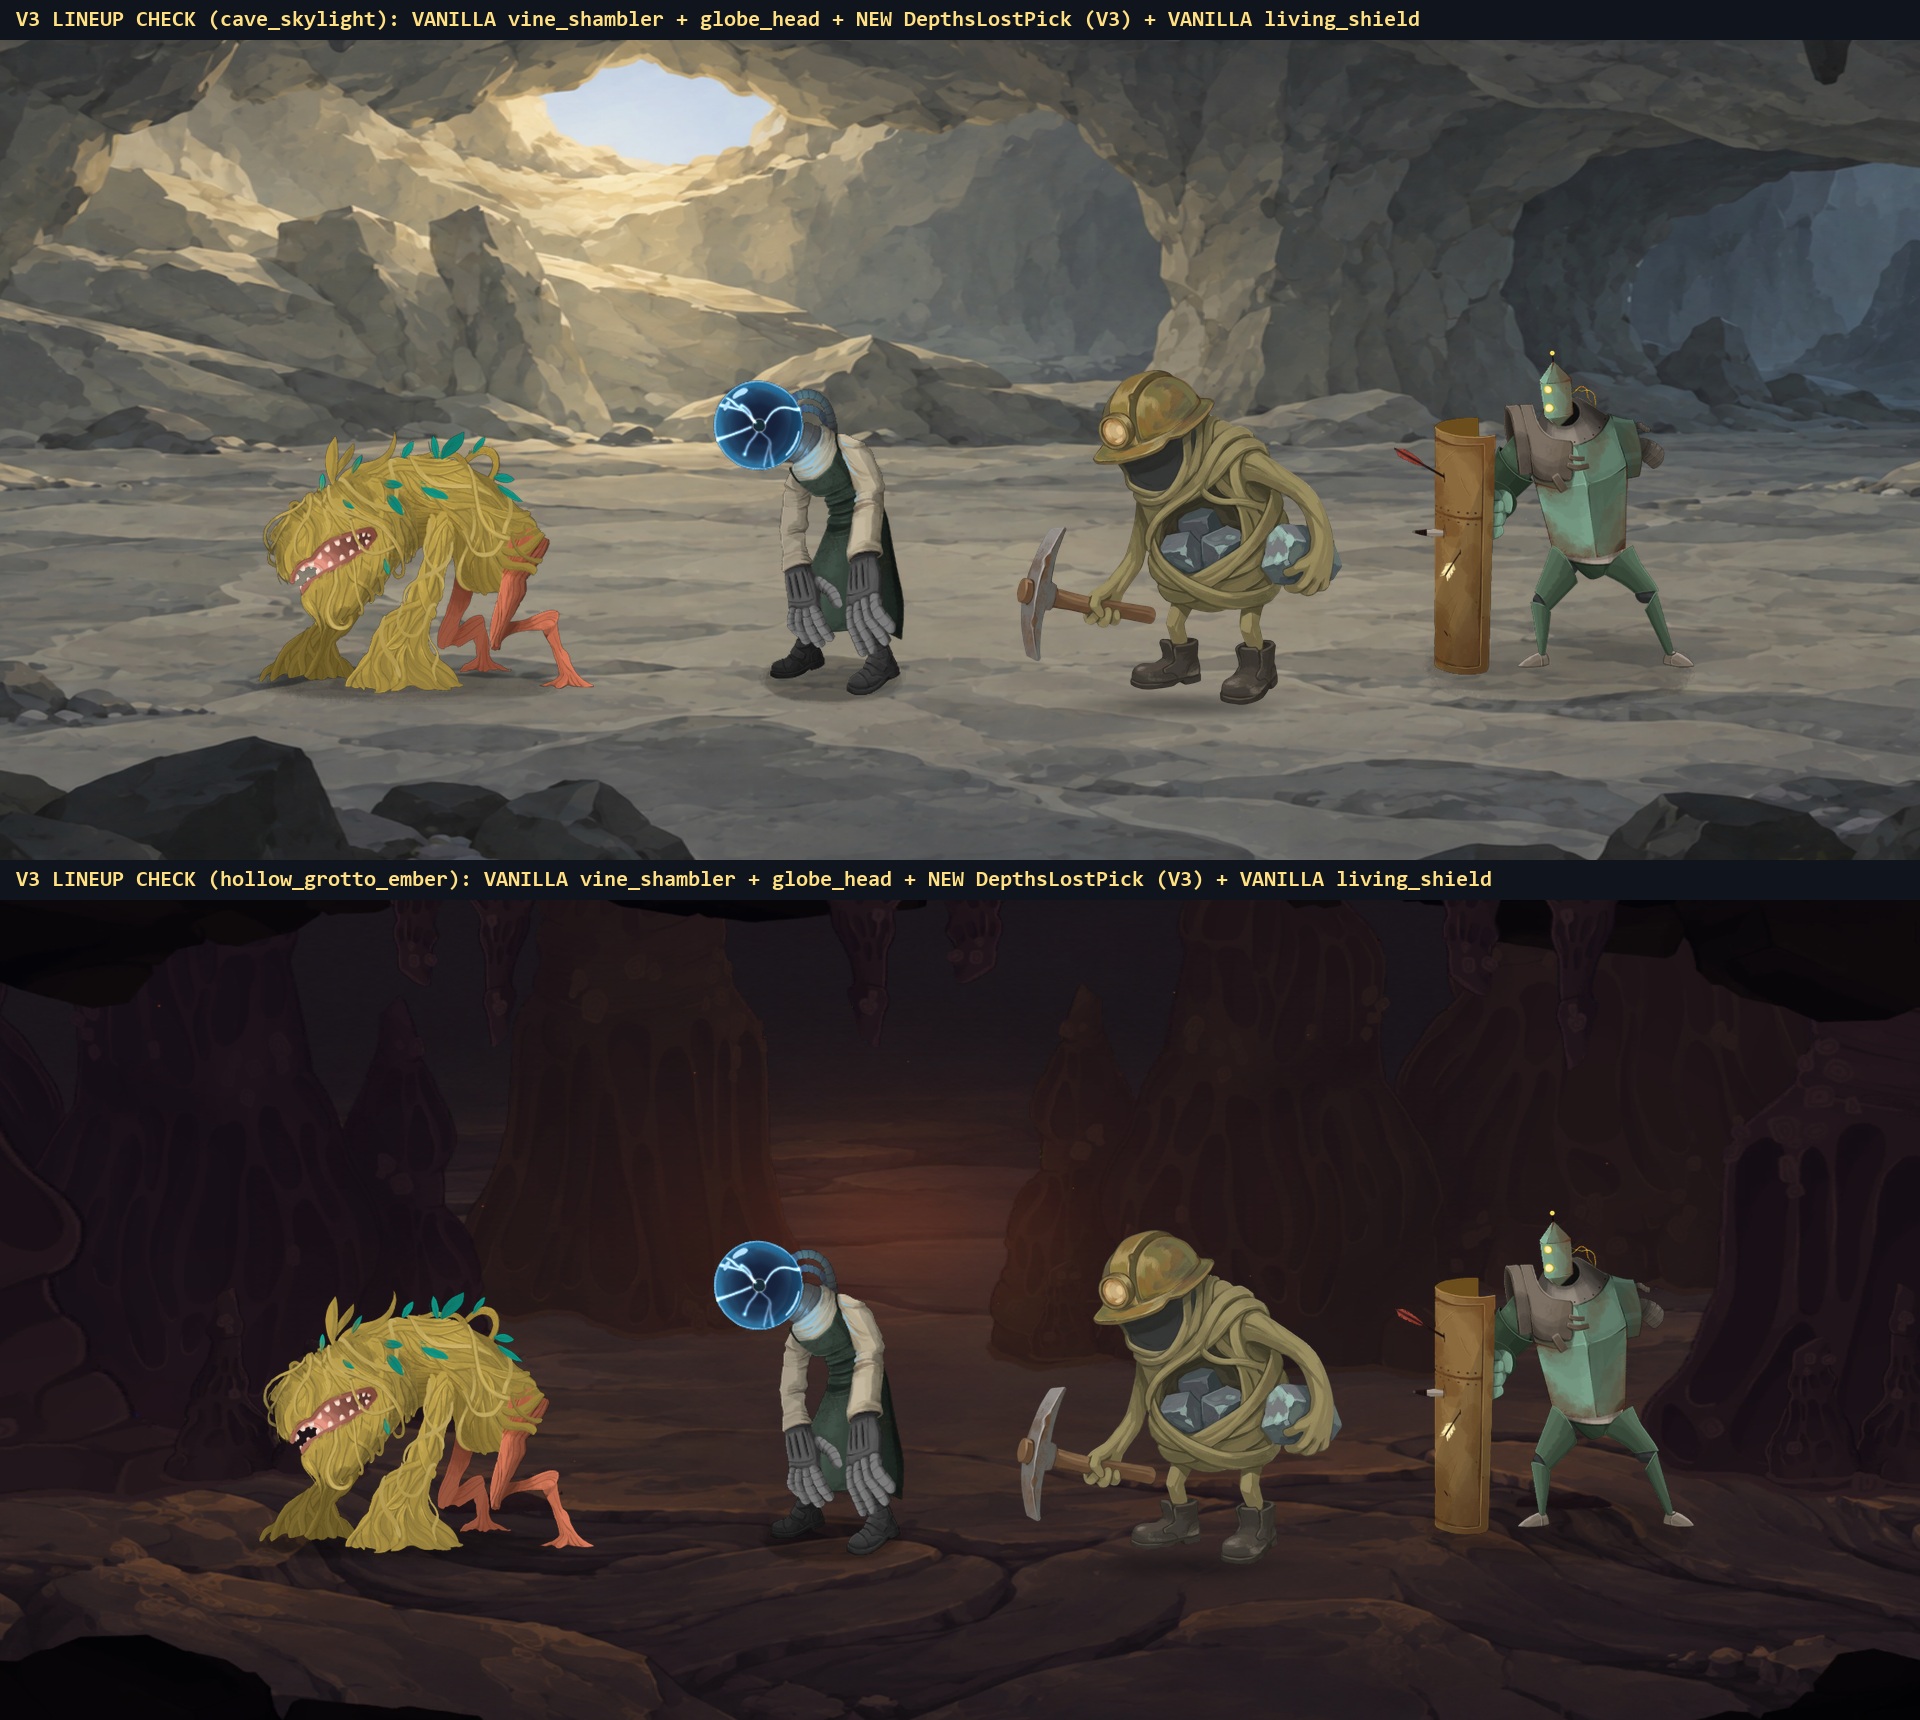 V3 LINEUP CHECK (cave_skylight): VANILLA vine_shambler + globe_head + NEW DepthsLostPick (V3) + VANILLA living_shield
V3 LINEUP CHECK (hollow_grotto_ember): VANILLA vine_shambler + globe_head + NEW DepthsLostPick (V3) + VANILLA living_shield